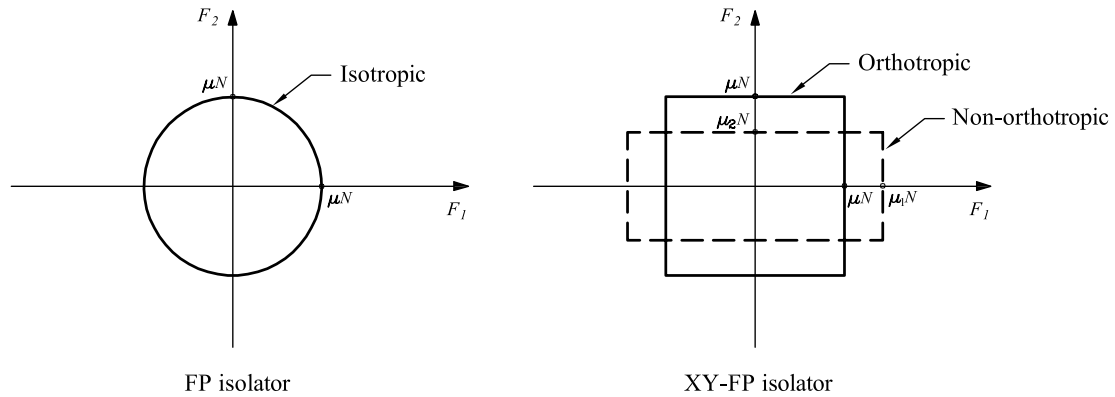 F2
Isotropic
μN
μN
F1
FP isolator
F2
Orthotropic
μN
Non-orthotropic
μ2N
μN
μ1N
F1
XY-FP isolator